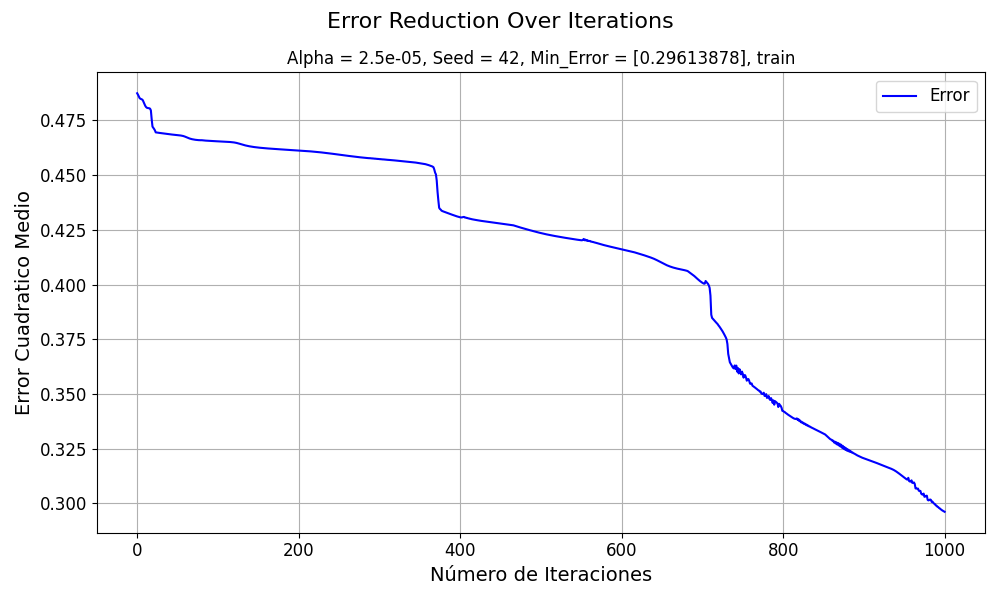 Error Reduction Over Iterations
Alpha = 2.5e-05, Seed = 42, Min_Error = [0.29613878], train
Error
Error Cuadratico Medio
0.475
0.450
0.425
0.400
0.375
0.350
0.325
0.300
0 200 400 600 800 1000
Número de Iteraciones